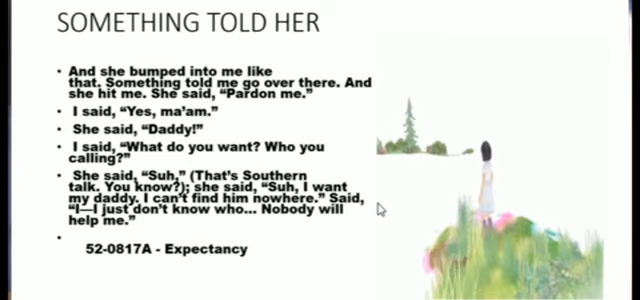 SOMETHING TOLD HER
• And she bumped into me like
that. Something told me go over there. And
she hit me. She said, “Pardon me.”
• I said, “Yes, ma’am.”
• She said, “Daddy!”
• I said, “What do you want? Who you
calling?”
• She said, “Suh,” (That’s Southern
talk. You know?); she said, “Suh, I want
my daddy. I can’t find him nowhere.” Said,
“I—I just don’t know who... Nobody will
help me.”
•
52-0817A - Expectancy